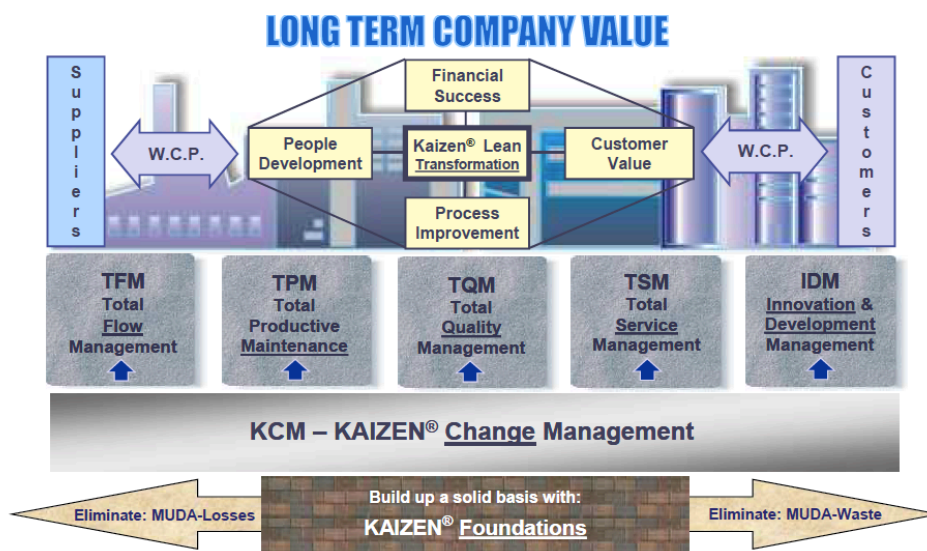 LONG TERM COMPANY VALUE
Suppliers
W.C.P.
Financial
Success
People
Development
Kaizen® Lean
Transformation
Customer
Value
Process
Improvement
W.C.P.
Customers
TFM
Total
Flow
Management
TPM
Total
Productive
Maintenance
TQM
Total
Quality
Management
TSM
Total
Service
Management
IDM
Innovation &
Development
Management
KCM – KAIZEN® Change Management
Eliminate: MUDA-Losses
Build up a solid basis with:
KAIZEN® Foundations
Eliminate: MUDA-Waste